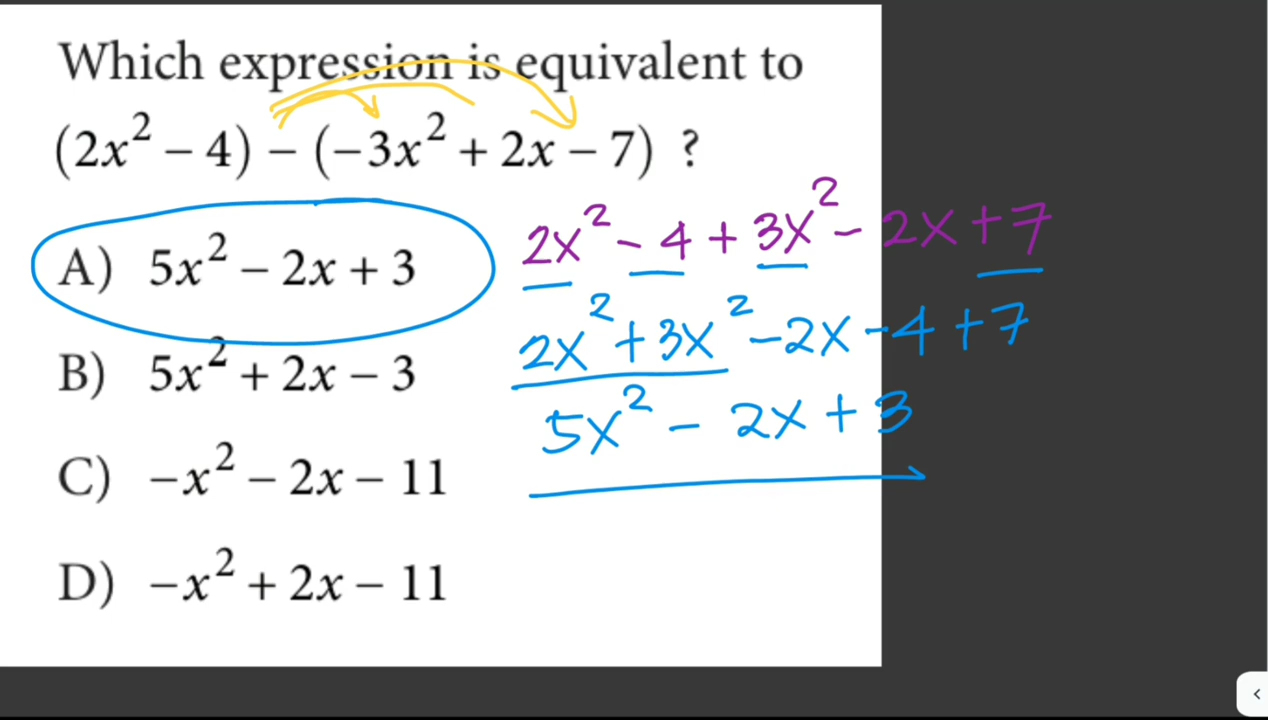 Which expression is equivalent to
(2x² – 4) – (–3x² + 2x – 7) ?
A) 5x² – 2x + 3
2x² - 4 + 3x² - 2x + 7
2x² + 3x² - 2x - 4 + 7
B) 5x² + 2x – 3
5x² - 2x + 3
C) –x² – 2x – 11
D) –x² + 2x – 11